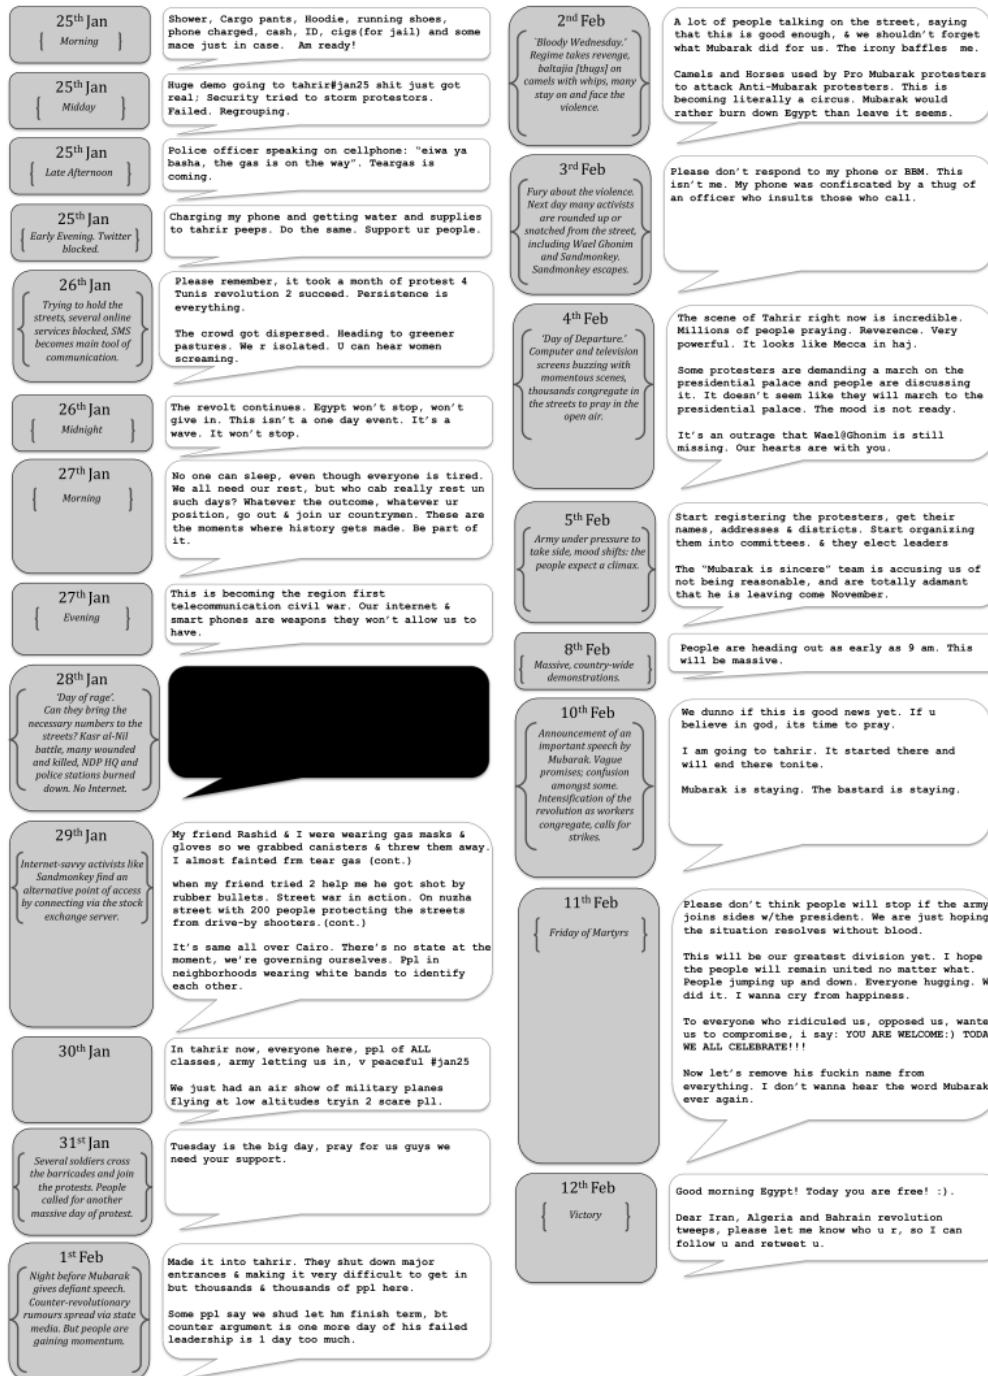 25th Jan
{ Morning }
Shower, Cargo pants, Hoodie, running shoes,
phone charged, cash, ID, cigs(for jail) and some
mace just in case.  Am ready!
25th Jan
{ Midday }
Huge demo going to tahrir#jan25 shit just got
real; Security tried to storm protestors.
Failed. Regrouping.
25th Jan
{ Late Afternoon }
Police officer speaking on cellphone: “eiwa ya
basha, the gas is on the way”. Teargas is
coming.
25th Jan
{ Early Evening. Twitter
blocked. }
Charging my phone and getting water and supplies
to tahrir peeps. Do the same. Support ur people.
26th Jan
Trying to hold the
streets, several online
services blocked, SMS
becomes main tool of
communication.
Please remember, it took a month of protest 4
Tunis revolution 2 succeed. Persistence is
everything.
The crowd got dispersed. Heading to greener
pastures. We r isolated. U can hear women
screaming.
26th Jan
{ Midnight }
The revolt continues. Egypt won’t stop, won’t
give in. This isn’t a one day event. It’s a
wave. It won’t stop.
27th Jan
{ Morning }
No one can sleep, even though everyone is tired.
We all need our rest, but who cab really rest un
such days? Whatever the outcome, whatever ur
position, go out & join ur countrymen. These are
the moments where history gets made. Be part of
it.
27th Jan
{ Evening }
This is becoming the region first
telecommunication civil war. Our internet &
smart phones are weapons they won’t allow us to
have.
28th Jan
‘Day of rage’.
Can they bring the
necessary numbers to the
streets? Kasr al-Nil
battle, many wounded
and killed, NDP HQ and
police stations burned
down. No Internet.
29th Jan
Internet-savvy activists like
Sandmonkey find an
alternative point of access
by connecting via the stock
exchange server.
My friend Rashid & I were wearing gas masks &
gloves so we grabbed canisters & threw them away.
I almost fainted frm tear gas (cont.)
when my friend tried 2 help me he got shot by
rubber bullets. Street war in action. On nuzha
street with 200 people protecting the streets
from drive-by shooters.(cont.)
It’s same all over Cairo. There’s no state at the
moment, we’re governing ourselves. Ppl in
neighborhoods wearing white bands to identify
each other.
30th Jan
In tahrir now, everyone here, ppl of ALL
classes, army letting us in, v peaceful #jan25
We just had an air show of military planes
flying at low altitudes tryin 2 scare pll.
31st Jan
Several soldiers cross
the barricades and join
the protests. People
called for another
massive day of protest.
Tuesday is the big day, pray for us guys we
need your support.
1st Feb
Night before Mubarak
gives defiant speech.
Counter-revolutionary
rumours spread via state
media. But people are
gaining momentum.
Made it into tahrir. They shut down major
entrances & making it very difficult to get in
but thousands & thousands of ppl here.
Some ppl say we shud let hm finish term, bt
counter argument is one more day of his failed
leadership is 1 day too much.
2nd Feb
‘Bloody Wednesday.’
Regime takes revenge,
baltajia [thugs] on
camels with whips, many
stay on and face the
violence.
A lot of people talking on the street, saying
that this is good enough, & we shouldn’t forget
what Mubarak did for us. The irony baffles  me.
Camels and Horses used by Pro Mubarak protesters
to attack Anti-Mubarak protesters. This is
becoming literally a circus. Mubarak would
rather burn down Egypt than leave it seems.
3rd Feb
Fury about the violence.
Next day many activists
are rounded up or
snatched from the street,
including Wael Ghonim
and Sandmonkey.
Sandmonkey escapes.
Please don’t respond to my phone or BBM. This
isn’t me. My phone was confiscated by a thug of
an officer who insults those who call.
4th Feb
‘Day of Departure.’
Computer and television
screens buzzing with
momentous scenes,
thousands congregate in
the streets to pray in the
open air.
The scene of Tahrir right now is incredible.
Millions of people praying. Reverence. Very
powerful. It looks like Mecca in haj.
Some protesters are demanding a march on the
presidential palace and people are discussing
it. It doesn’t seem like they will march to the
presidential palace. The mood is not ready.
It’s an outrage that Wael@Ghonim is still
missing. Our hearts are with you.
5th Feb
Army under pressure to
take side, mood shifts: the
people expect a climax.
Start registering the protesters, get their
names, addresses & districts. Start organizing
them into committees. & they elect leaders
The “Mubarak is sincere” team is accusing us of
not being reasonable, and are totally adamant
that he is leaving come November.
8th Feb
Massive, country-wide
demonstrations.
People are heading out as early as 9 am. This
will be massive.
10th Feb
Announcement of an
important speech by
Mubarak. Vague
promises; confusion
amongst some.
Intensification of the
revolution as workers
congregate, calls for
strikes.
We dunno if this is good news yet. If u
believe in god, its time to pray.
I am going to tahrir. It started there and
will end there tonite.
Mubarak is staying. The bastard is staying.
11th Feb
{ Friday of Martyrs }
Please don’t think people will stop if the army
joins sides w/the president. We are just hoping
the situation resolves without blood.
This will be our greatest division yet. I hope
the people will remain united no matter what.
People jumping up and down. Everyone hugging. W
did it. I wanna cry from happiness.
To everyone who ridiculed us, opposed us, wante
us to compromise, i say: YOU ARE WELCOME:) TODA
WE ALL CELEBRATE!!!
Now let’s remove his fuckin name from
everything. I don’t wanna hear the word Mubarak
ever again.
12th Feb
{ Victory }
Good morning Egypt! Today you are free! :).
Dear Iran, Algeria and Bahrain revolution
tweeps, please let me know who u r, so I can
follow u and retweet u.